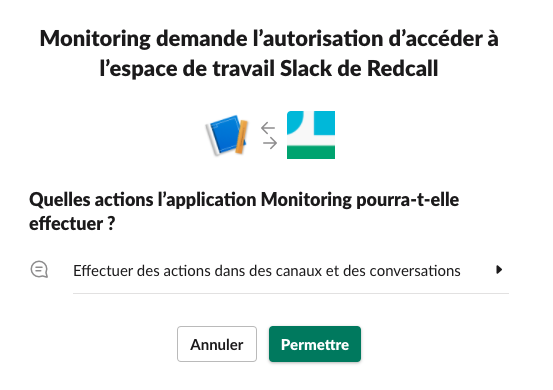 Monitoring demande l’autorisation d’accéder à
l’espace de travail Slack de Redcall
Quelles actions l’application Monitoring pourra-t-elle
effectuer ?
Effectuer des actions dans des canaux et des conversations
Annuler
Permettre